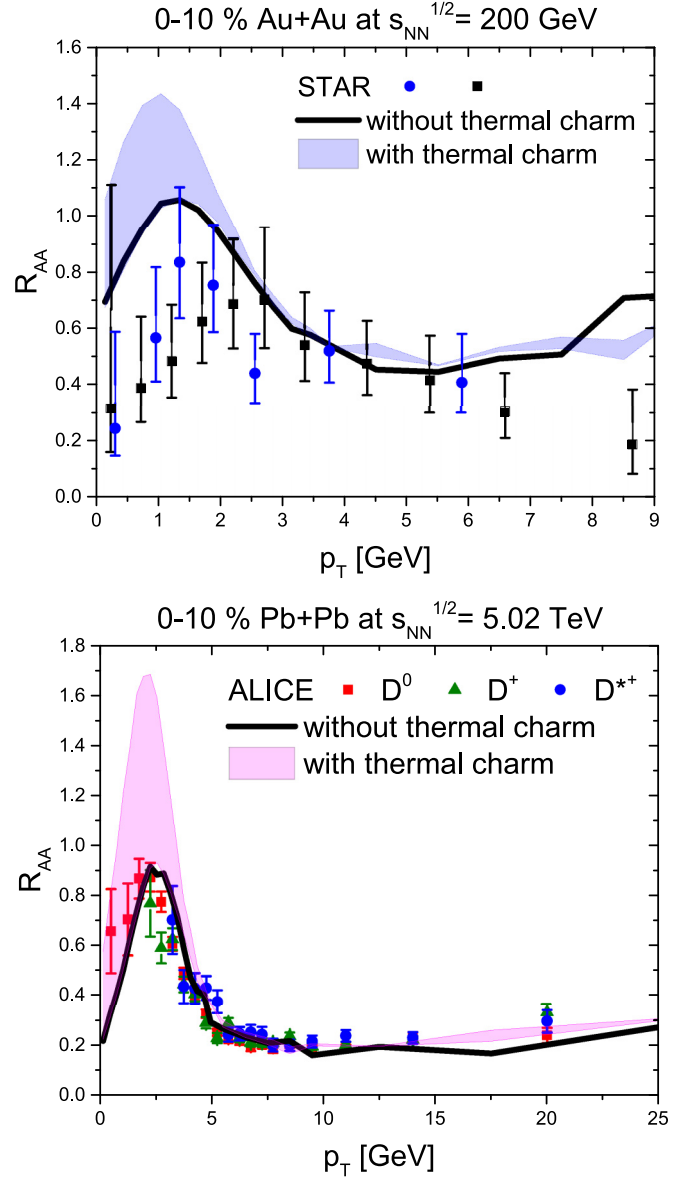 0-10 % Au+Au at s_NN^1/2= 200 GeV
1.6
1.4
1.2
1.0
0.8
0.6
0.4
0.2
0.0
R_AA
STAR
without thermal charm
with thermal charm
0 1 2 3 4 5 6 7 8 9
p_T [GeV]
0-10 % Pb+Pb at s_NN^1/2= 5.02 TeV
1.8
1.6
1.4
1.2
1.0
0.8
0.6
0.4
0.2
0.0
R_AA
ALICE D^0 D^+ D*^+
without thermal charm
with thermal charm
0 5 10 15 20 25
p_T [GeV]